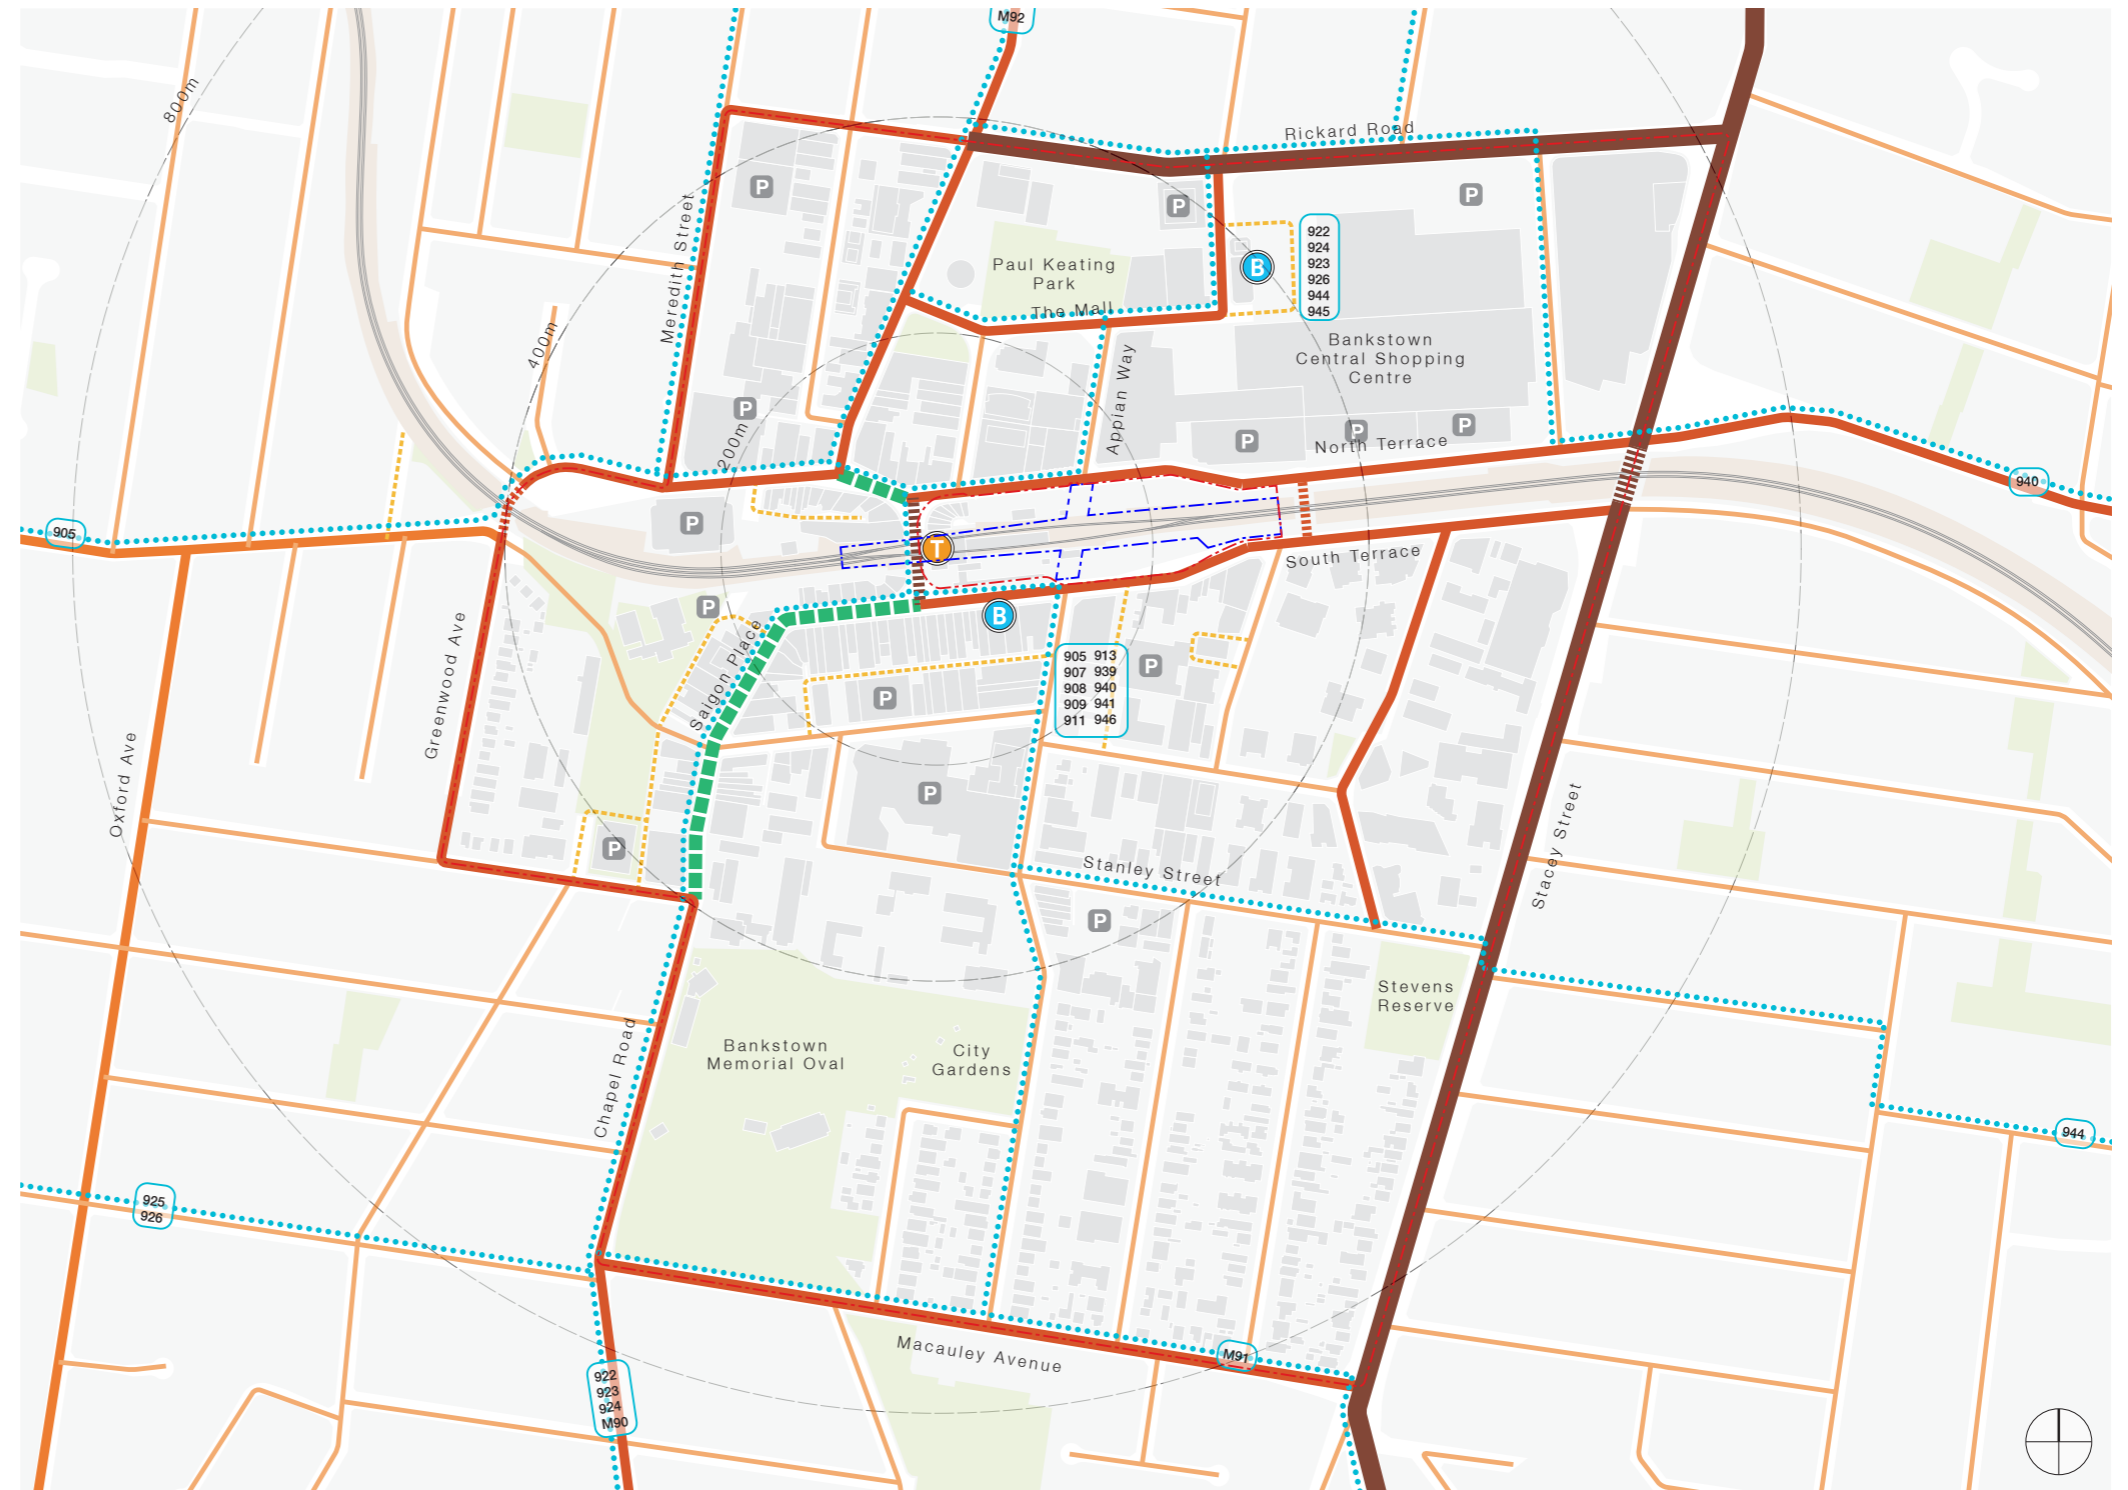 M92
800m
Rickard Road
P
P
P
Meredith Street
922
924
923
926
944
945
B
Paul Keating
Park
The Mall
400m
Bankstown
Central Shopping
Centre
Appian Way
P
200m
P
P
P
North Terrace
940
905
P
T
South Terrace
P
B
Saigon Place
Greenwood Ave
905 913
907 939
908 940
909 941
911 946
P
P
Oxford Ave
P
P
Stanley Street
Stacey Street
P
Stevens
Reserve
Bankstown
Memorial Oval
City
Gardens
Chapel Road
944
925
926
Macauley Avenue
M91
922
923
924
M90